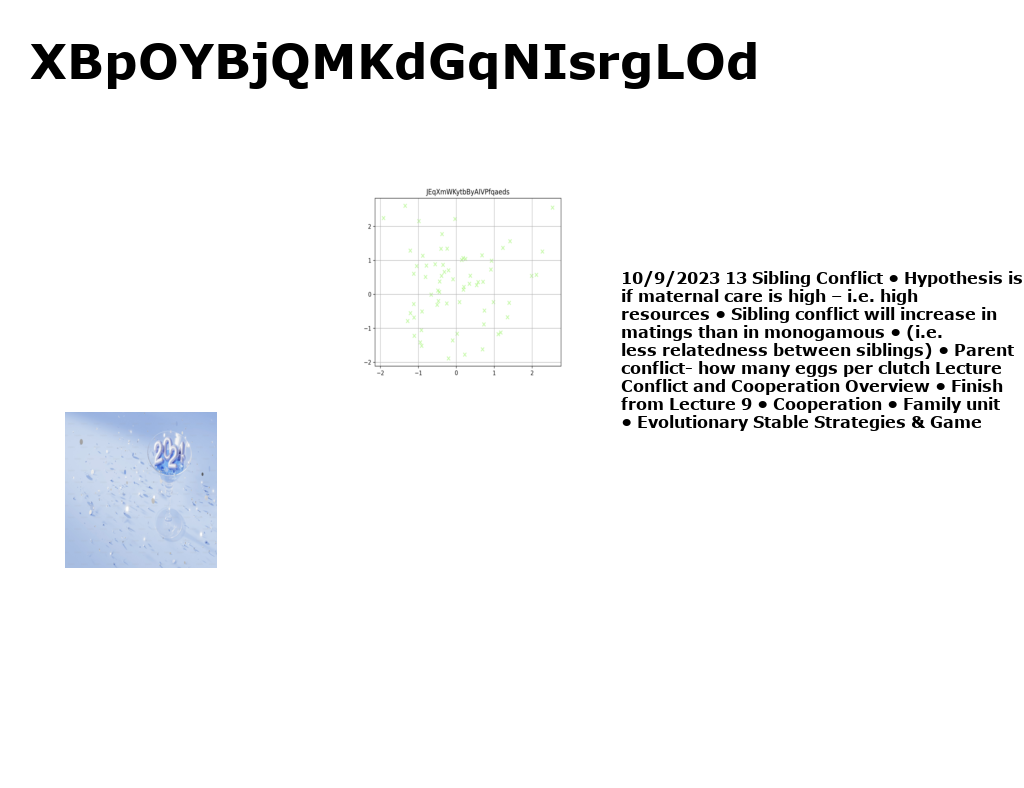 XBpOYBjQMKdGqNIsrgLOd
JEqXmWKytbByAIVPfqaeds
2
1
0
−1
−2
−2
−1
0
1
2
10/9/2023 13 Sibling Conflict ● Hypothesis is
if maternal care is high – i.e. high
resources ● Sibling conflict will increase in
matings than in monogamous ● (i.e.
less relatedness between siblings) ● Parent
conflict- how many eggs per clutch Lecture
Conflict and Cooperation Overview ● Finish
from Lecture 9 ● Cooperation ● Family unit
● Evolutionary Stable Strategies & Game
2021